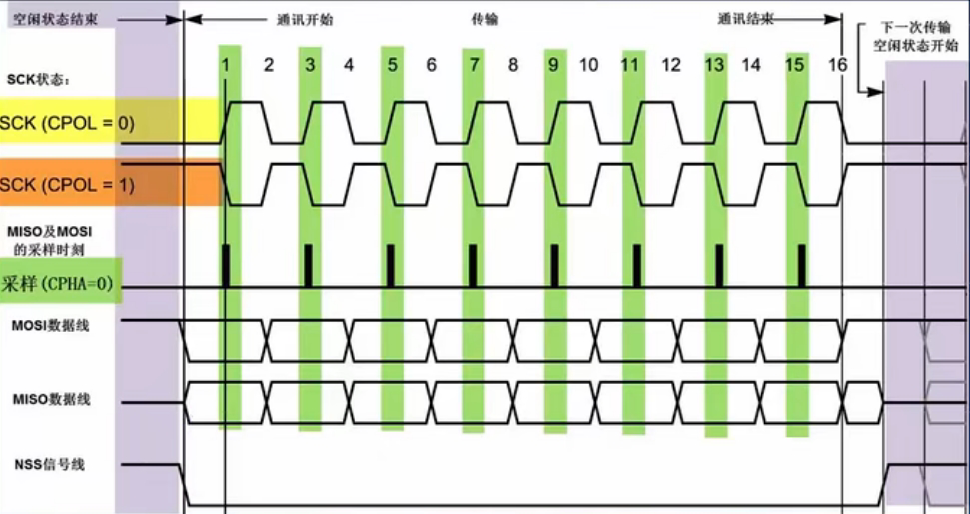 空闲状态结束
通讯开始
传输
通讯结束
下一次传输
空闲状态开始
1 2 3 4 5 6 7 8 9 10 11 12 13 14 15 16
SCK状态：
SCK (CPOL = 0)
SCK (CPOL = 1)
MISO及MOSI
的采样时刻
采样(CPHA=0)
MOSI数据线
MISO数据线
NSS信号线